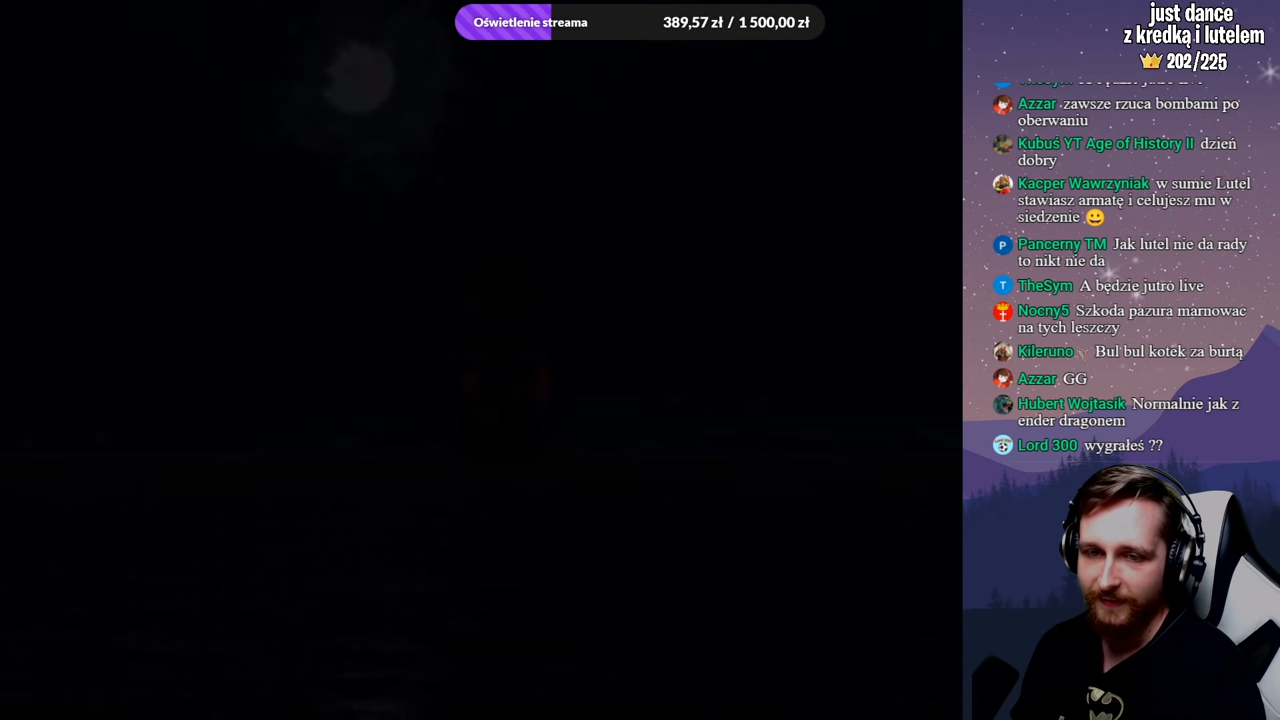 Oświetlenie streama
389,57 zł / 1 500,00 zł
just dance
z kredką i lutelem
202/225
Azzar zawsze rzuca bombami po
oberwaniu
Kubuś YT Age of History II dzień
dobry
Kacper Wawrzyniak w sumie Lutel
stawiasz armatę i celujesz mu w
siedzenie 😀
P Pancerny TM Jak lutel nie da rady
to nikt nie da
T TheSym A będzie jutro live
Nocny5 Szkoda pazura marnowac
na tych leszczy
Kileruno Bul bul kotek za burtą
Azzar GG
Hubert Wojtasik Normalnie jak z
ender dragonem
Lord 300 wygrałeś ??